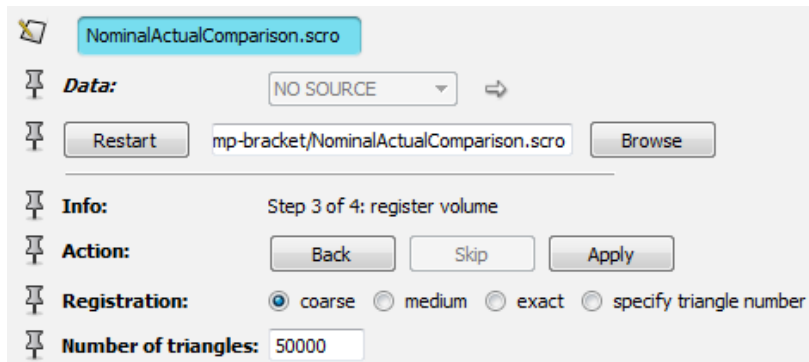 NominalActualComparison.scro
Data: NO SOURCE
Restart mp-bracket/NominalActualComparison.scro Browse
Info: Step 3 of 4: register volume
Action: Back Skip Apply
Registration: coarse medium exact specify triangle number
Number of triangles: 50000